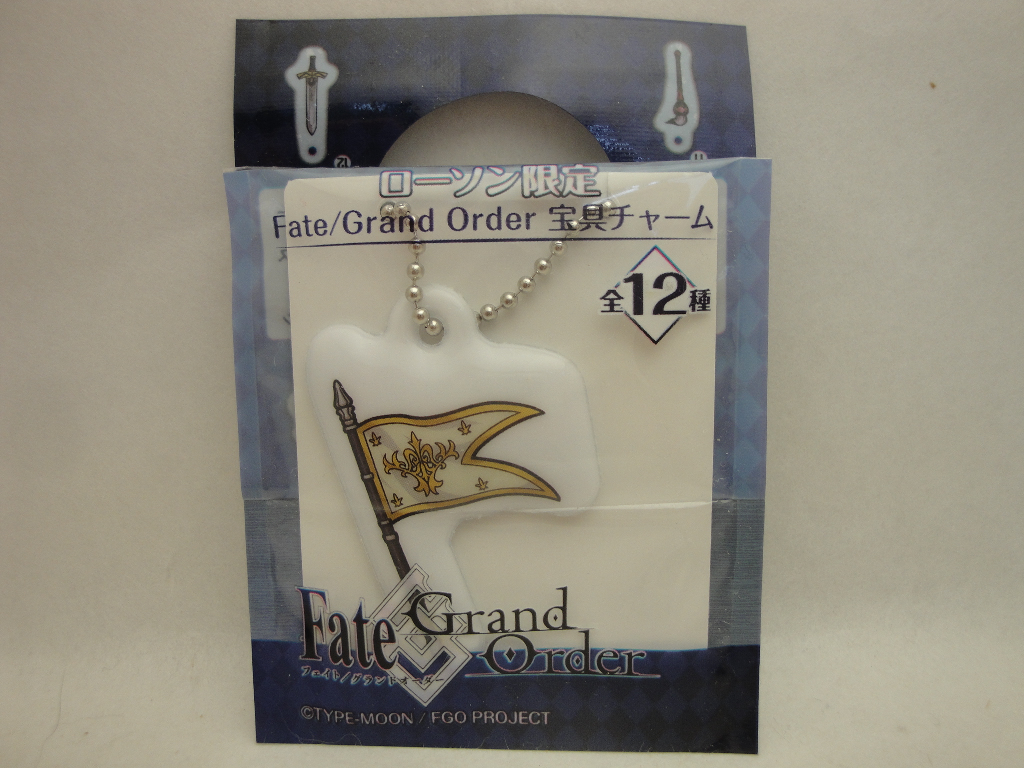 12
11
ローソン限定
Fate/Grand Order 宝具チャーム
全12種
Fate Grand Order
フェイト/グランドオーダー
©TYPE-MOON / FGO PROJECT